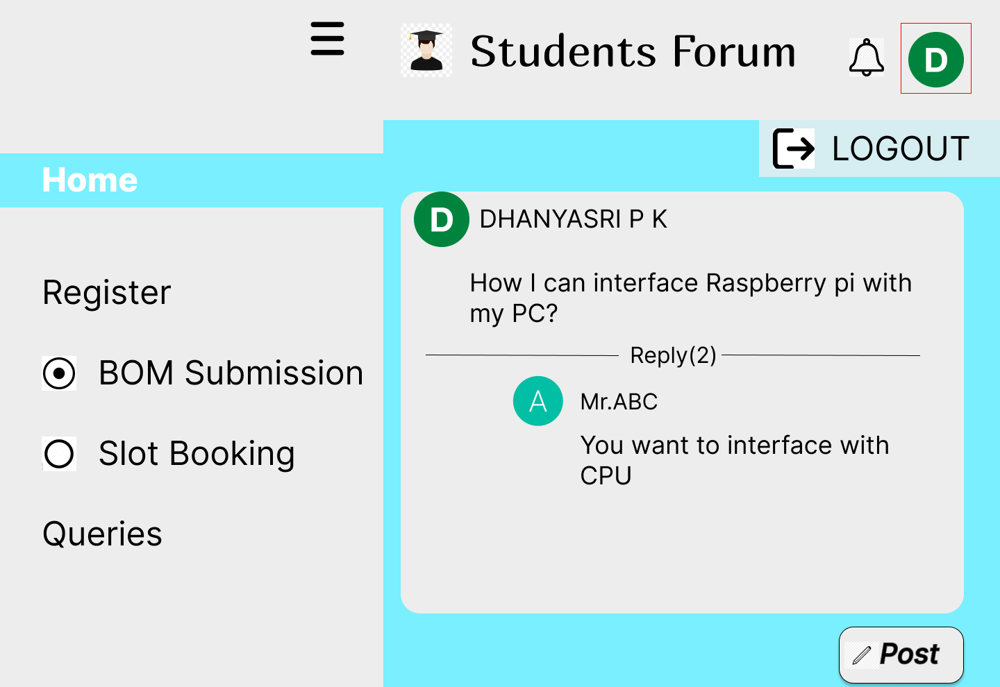 Students Forum
D
LOGOUT
Home
Register
BOM Submission
Slot Booking
Queries
D
DHANYASRI P K
How I can interface Raspberry pi with
my PC?
Reply(2)
A
Mr.ABC
You want to interface with
CPU
Post